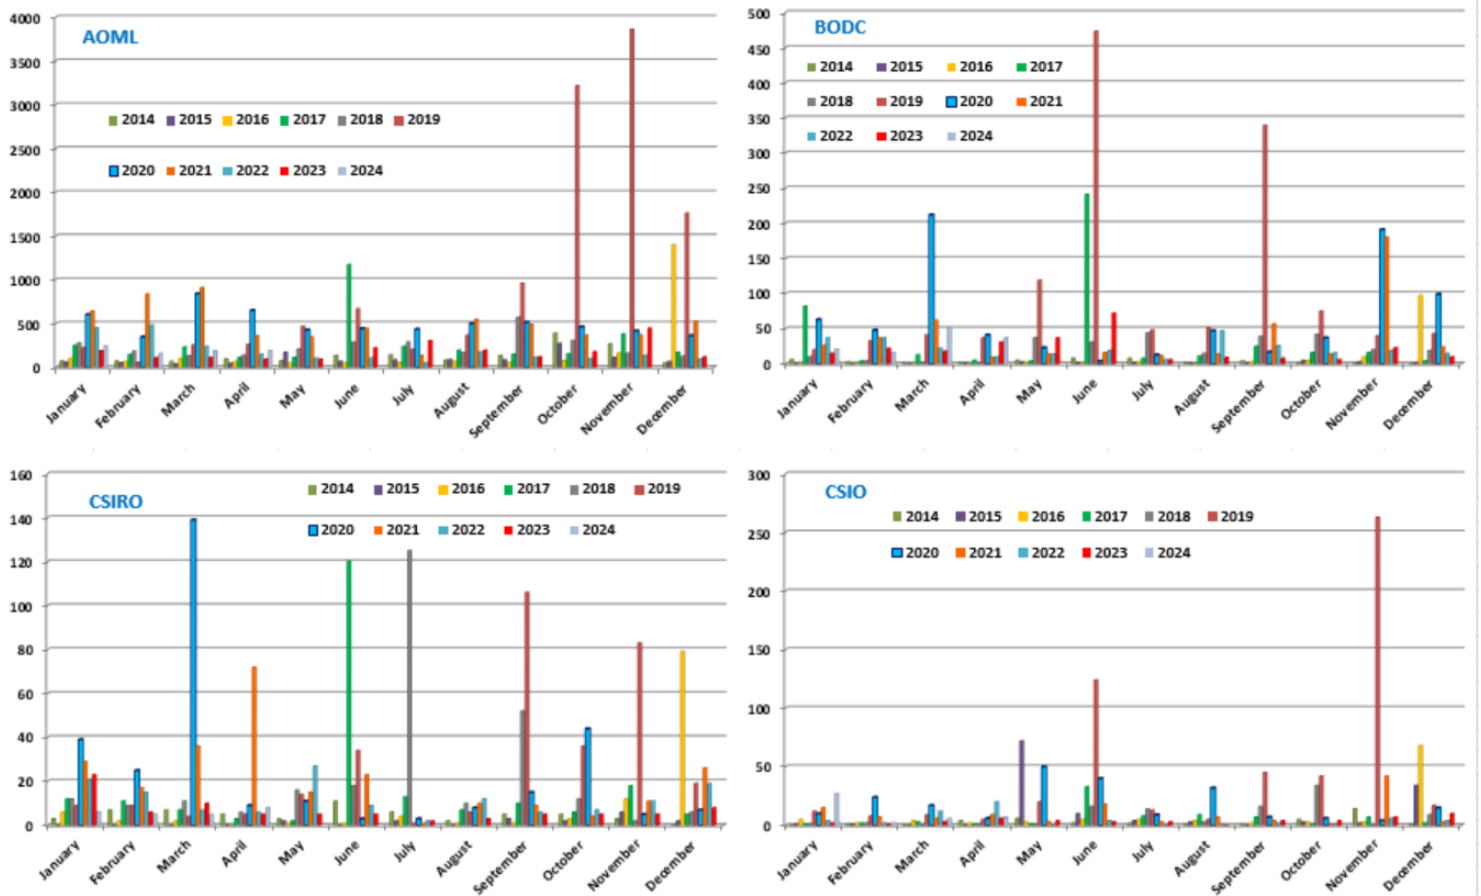 AOML
4000
3500
3000
2500
2000
1500
1000
500
0
2014 2015 2016 2017 2018 2019
2020 2021 2022 2023 2024
January February March April May June July August September October November December
BODC
500
450
400
350
300
250
200
150
100
50
0
2014 2015 2016 2017
2018 2019 2020 2021
2022 2023 2024
January February March April May June July August September October November December
CSIRO
160
140
120
100
80
60
40
20
0
2014 2015 2016 2017 2018 2019
2020 2021 2022 2023 2024
January February March April May June July August September October November December
CSIO
300
250
200
150
100
50
0
2014 2015 2016 2017 2018 2019
2020 2021 2022 2023 2024
January February March April May June July August September October November December